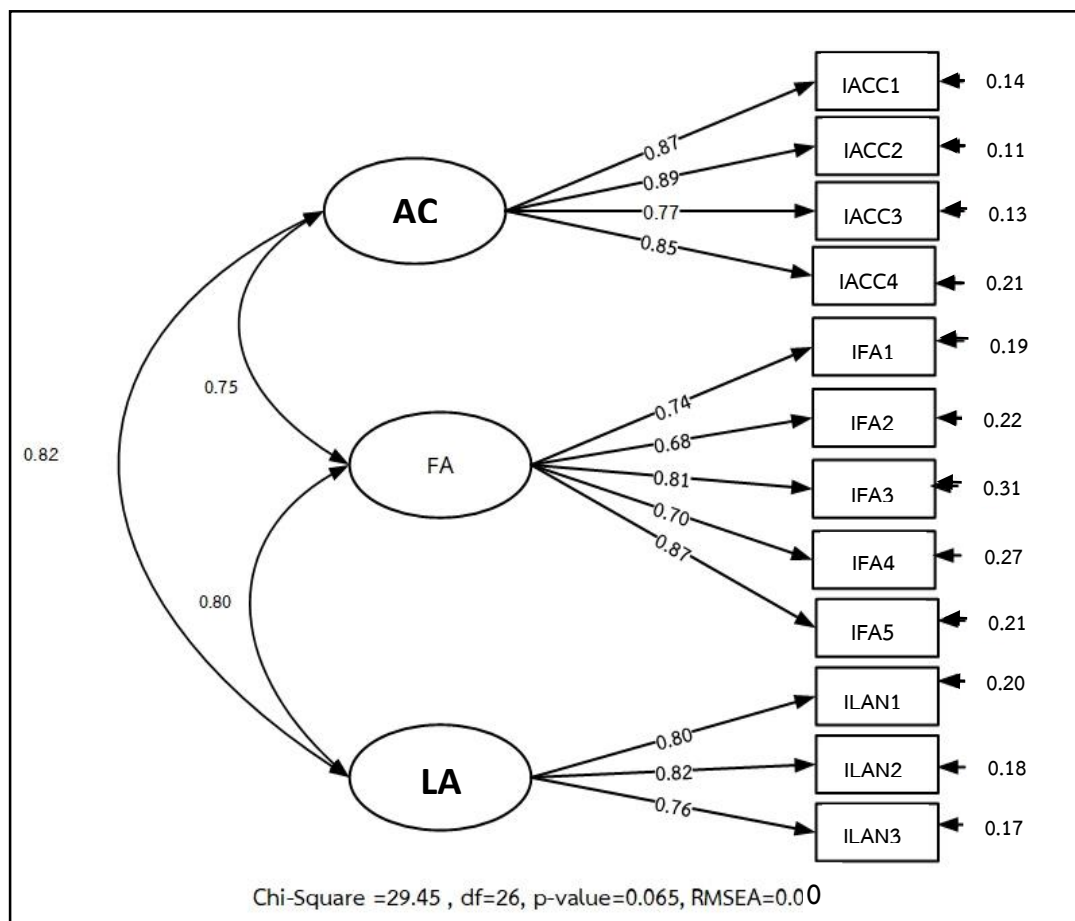 IACC1 0.14
0.87
IACC2 0.11
0.89
AC
0.77
IACC3 0.13
0.85
IACC4 0.21
IFA1 0.19
0.75
0.74
IFA2 0.22
0.68
0.82
FA
0.81
IFA3 0.31
0.70
0.87
IFA4 0.27
0.80
IFA5 0.21
ILAN1 0.20
0.80
LA
0.82
ILAN2 0.18
0.76
ILAN3 0.17
Chi-Square =29.45 , df=26, p-value=0.065, RMSEA=0.00